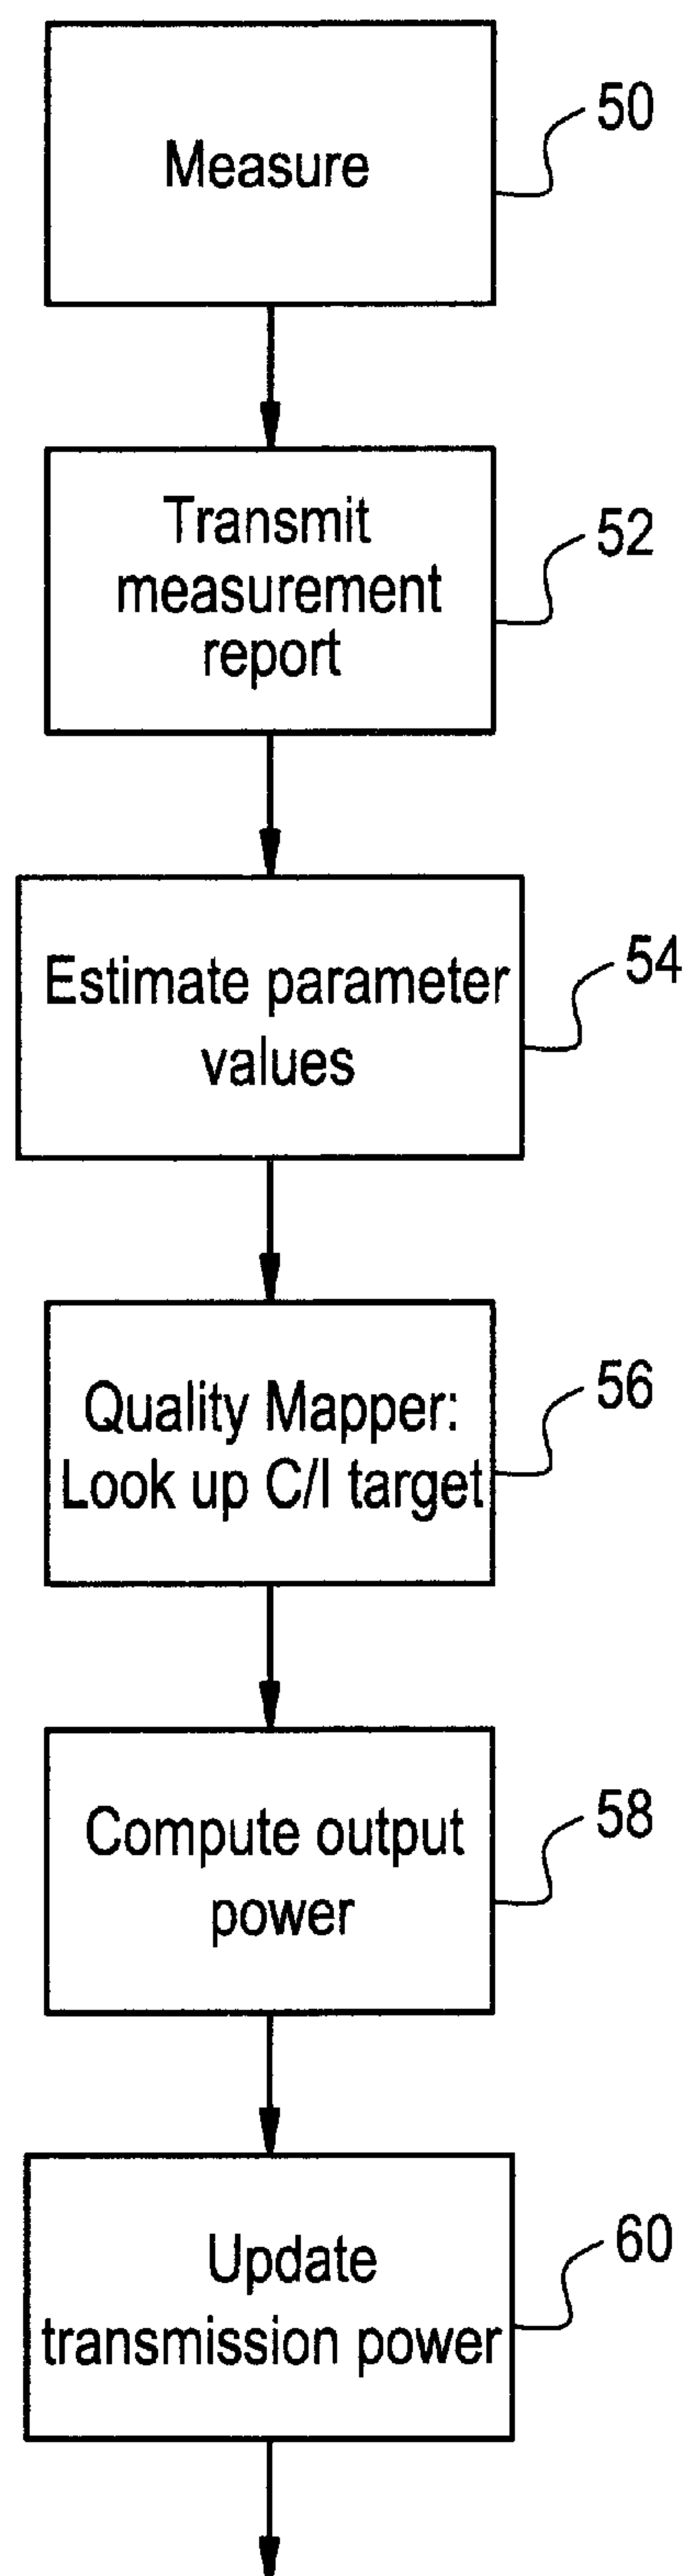 Measure
50
Transmit
measurement
report
52
Estimate parameter
values
54
Quality Mapper:
Look up C/I target
56
Compute output
power
58
Update
transmission power
60